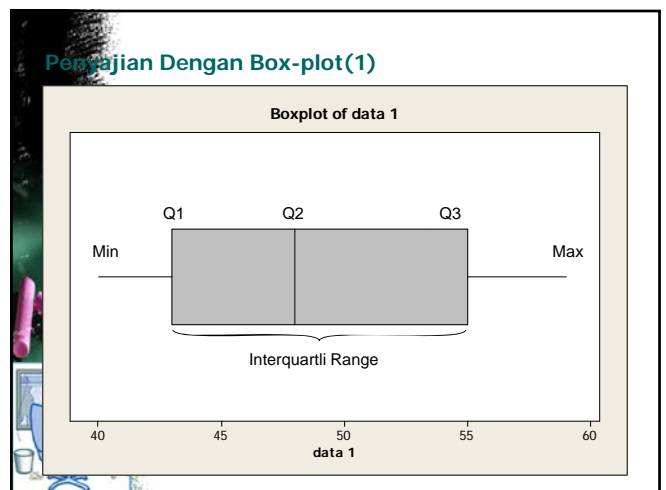 Penyajian Dengan Box-plot(1)
Boxplot of data 1
Q1 Q2 Q3
Min Max
Interquartli Range
40 45 50 55 60
data 1